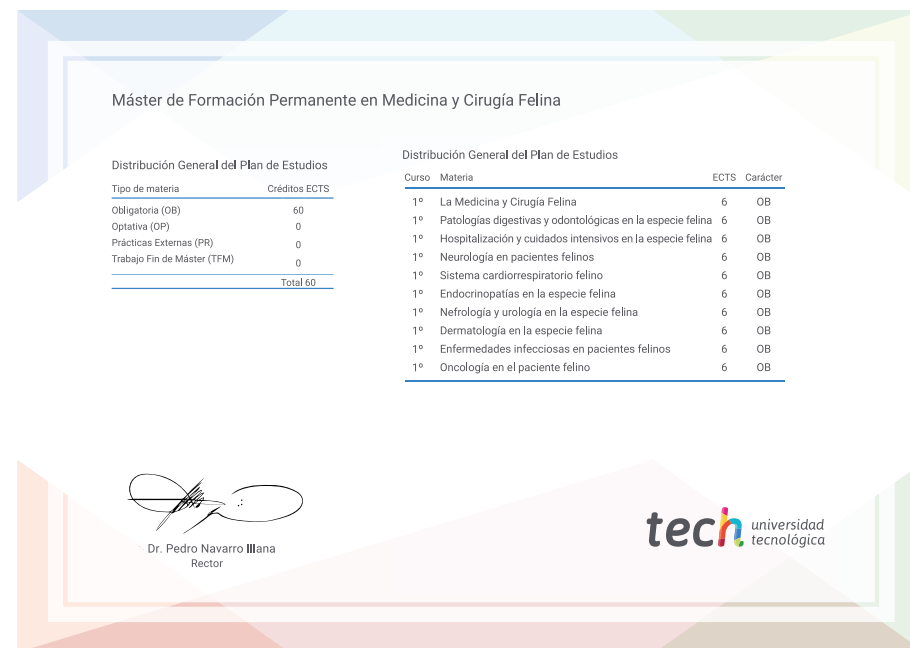 Máster de Formación Permanente en Medicina y Cirugía Felina
Distribución General del Plan de Estudios
Tipo de materia Créditos ECTS
Obligatoria (OB) 60
Optativa (OP) 0
Prácticas Externas (PR) 0
Trabajo Fin de Máster (TFM) 0
Total 60
Distribución General del Plan de Estudios
Curso Materia ECTS Carácter
1º La Medicina y Cirugía Felina 6 OB
1º Patologías digestivas y odontológicas en la especie felina 6 OB
1º Hospitalización y cuidados intensivos en la especie felina 6 OB
1º Neurología en pacientes felinos 6 OB
1º Sistema cardiorrespiratorio felino 6 OB
1º Endocrinopatías en la especie felina 6 OB
1º Nefrología y urología en la especie felina 6 OB
1º Dermatología en la especie felina 6 OB
1º Enfermedades infecciosas en pacientes felinos 6 OB
1º Oncología en el paciente felino 6 OB
Dr. Pedro Navarro Illana
Rector
tech universidad
tecnológica